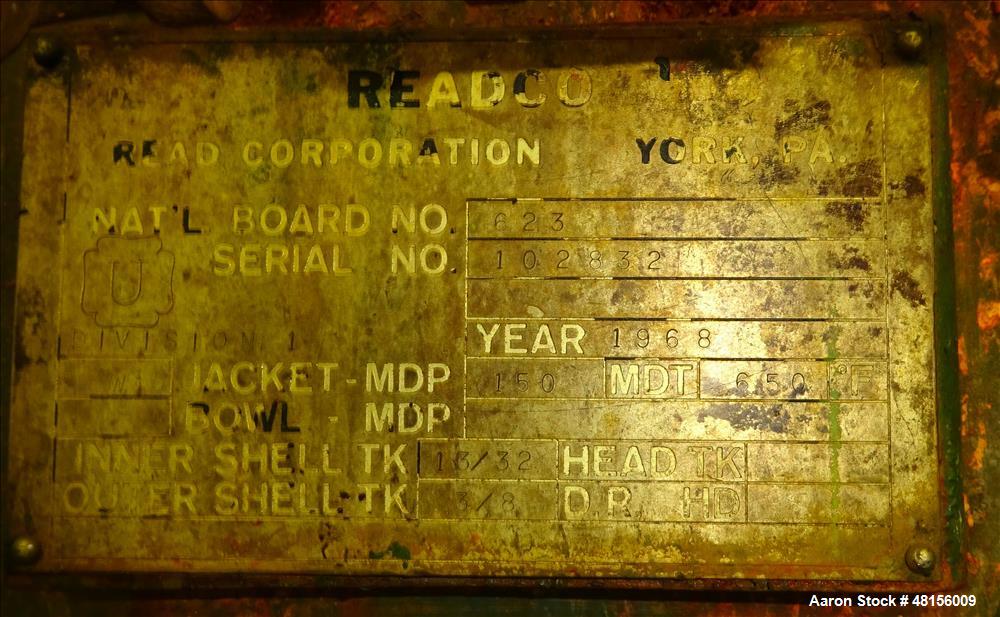 READCO
READ CORPORATION YORK, PA.
NAT'L BOARD NO. 623
SERIAL NO. 102832
U
DIVISION 1 YEAR 1968
JACKET - MDP 150 MDT 650 °F
BOWL - MDP
INNER SHELL TK 13/32 HEAD TK
OUTER SHELL TK 3/8 D.R. HD
Aaron Stock # 48156009